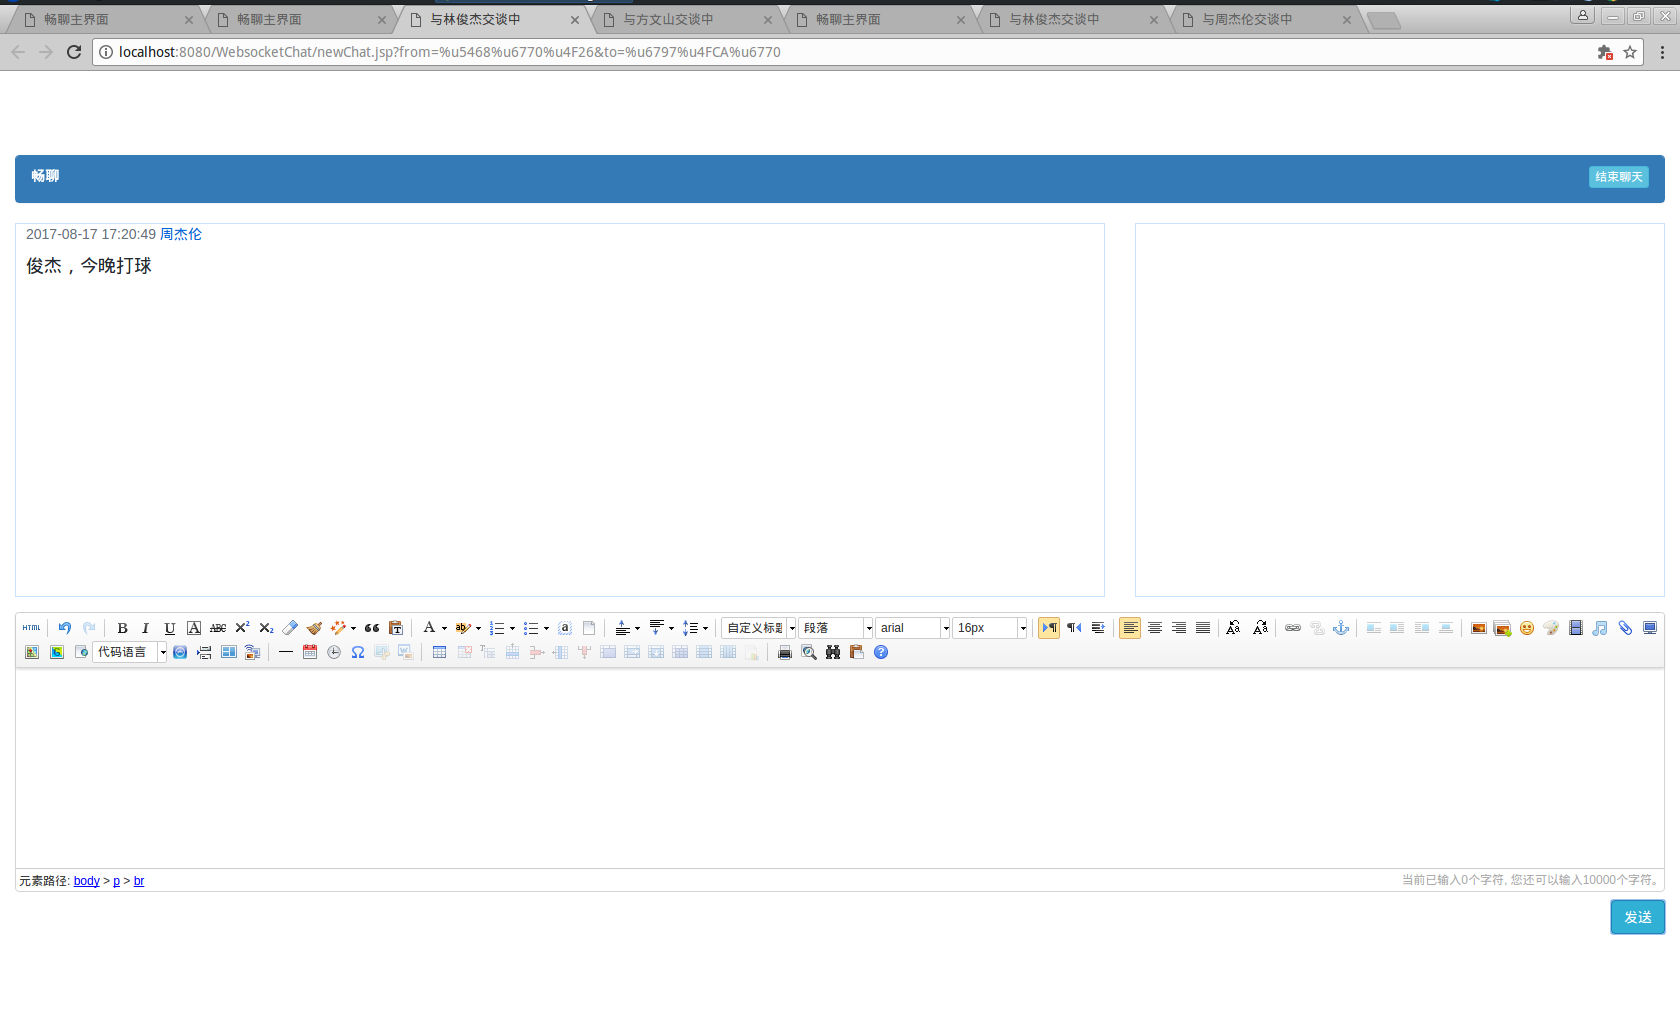 畅聊主界面 畅聊主界面 与林俊杰交谈中 与方文山交谈中 畅聊主界面 与林俊杰交谈中 与周杰伦交谈中
localhost:8080/WebsocketChat/newChat.jsp?from=%u5468%u6770%u4F26&to=%u6797%u4FCA%u6770
畅聊 结束聊天
2017-08-17 17:20:49 周杰伦
俊杰，今晚打球
HTML B I U A ABC X² X₂ A ab a 自定义标题 段落 arial 16px
代码语言
元素路径: body > p > br 当前已输入0个字符, 您还可以输入10000个字符。
发送